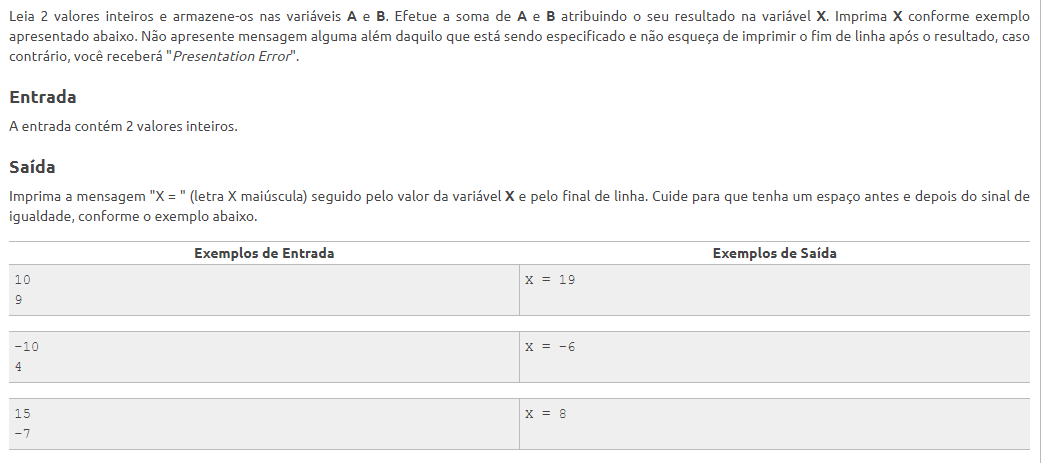 Leia 2 valores inteiros e armazene-os nas variáveis A e B. Efetue a soma de A e B atribuindo o seu resultado na variável X. Imprima X conforme exemplo
apresentado abaixo. Não apresente mensagem alguma além daquilo que está sendo especificado e não esqueça de imprimir o fim de linha após o resultado, caso
contrário, você receberá "Presentation Error".
Entrada
A entrada contém 2 valores inteiros.
Saída
Imprima a mensagem "X = " (letra X maiúscula) seguido pelo valor da variável X e pelo final de linha. Cuide para que tenha um espaço antes e depois do sinal de
igualdade, conforme o exemplo abaixo.
Exemplos de Entrada Exemplos de Saída
10 X = 19
9
-10 X = -6
4
15 X = 8
-7